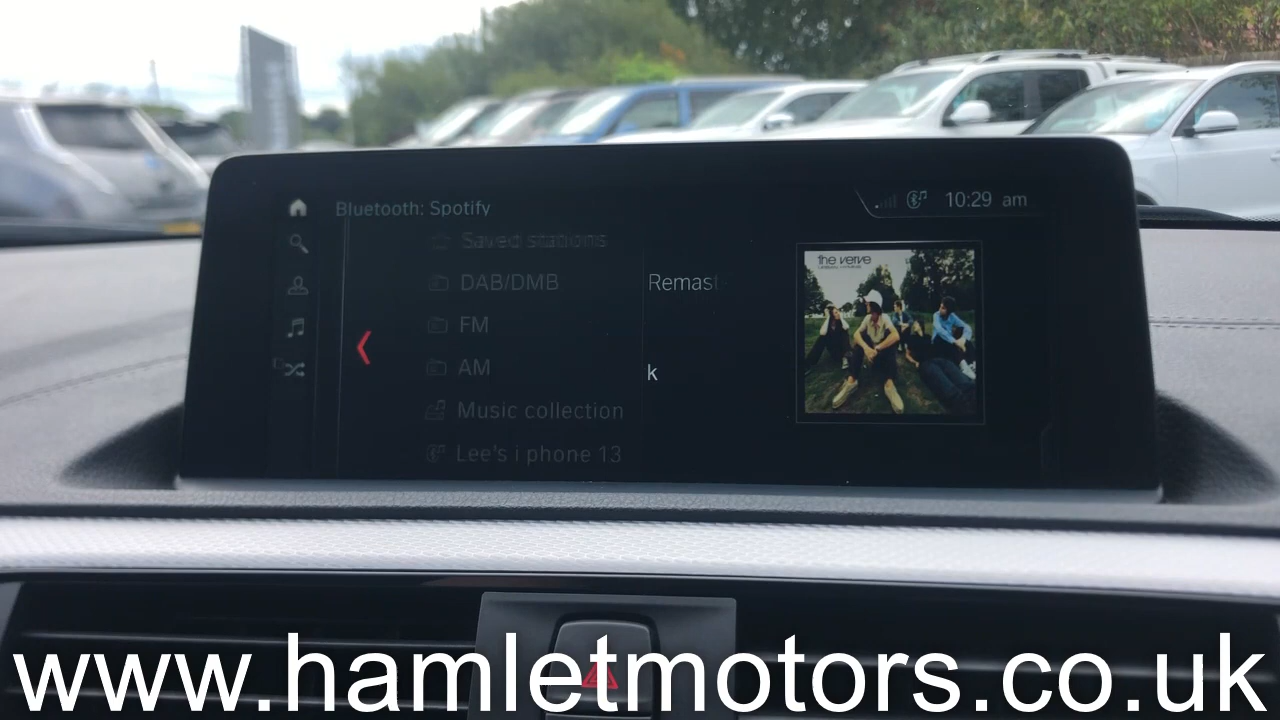 Bluetooth: Spotify
10:29 am
Saved stations
DAB/DMB
Remast
FM
AM
k
Music collection
Lee's i phone 13
the verve
www.hamletmotors.co.uk